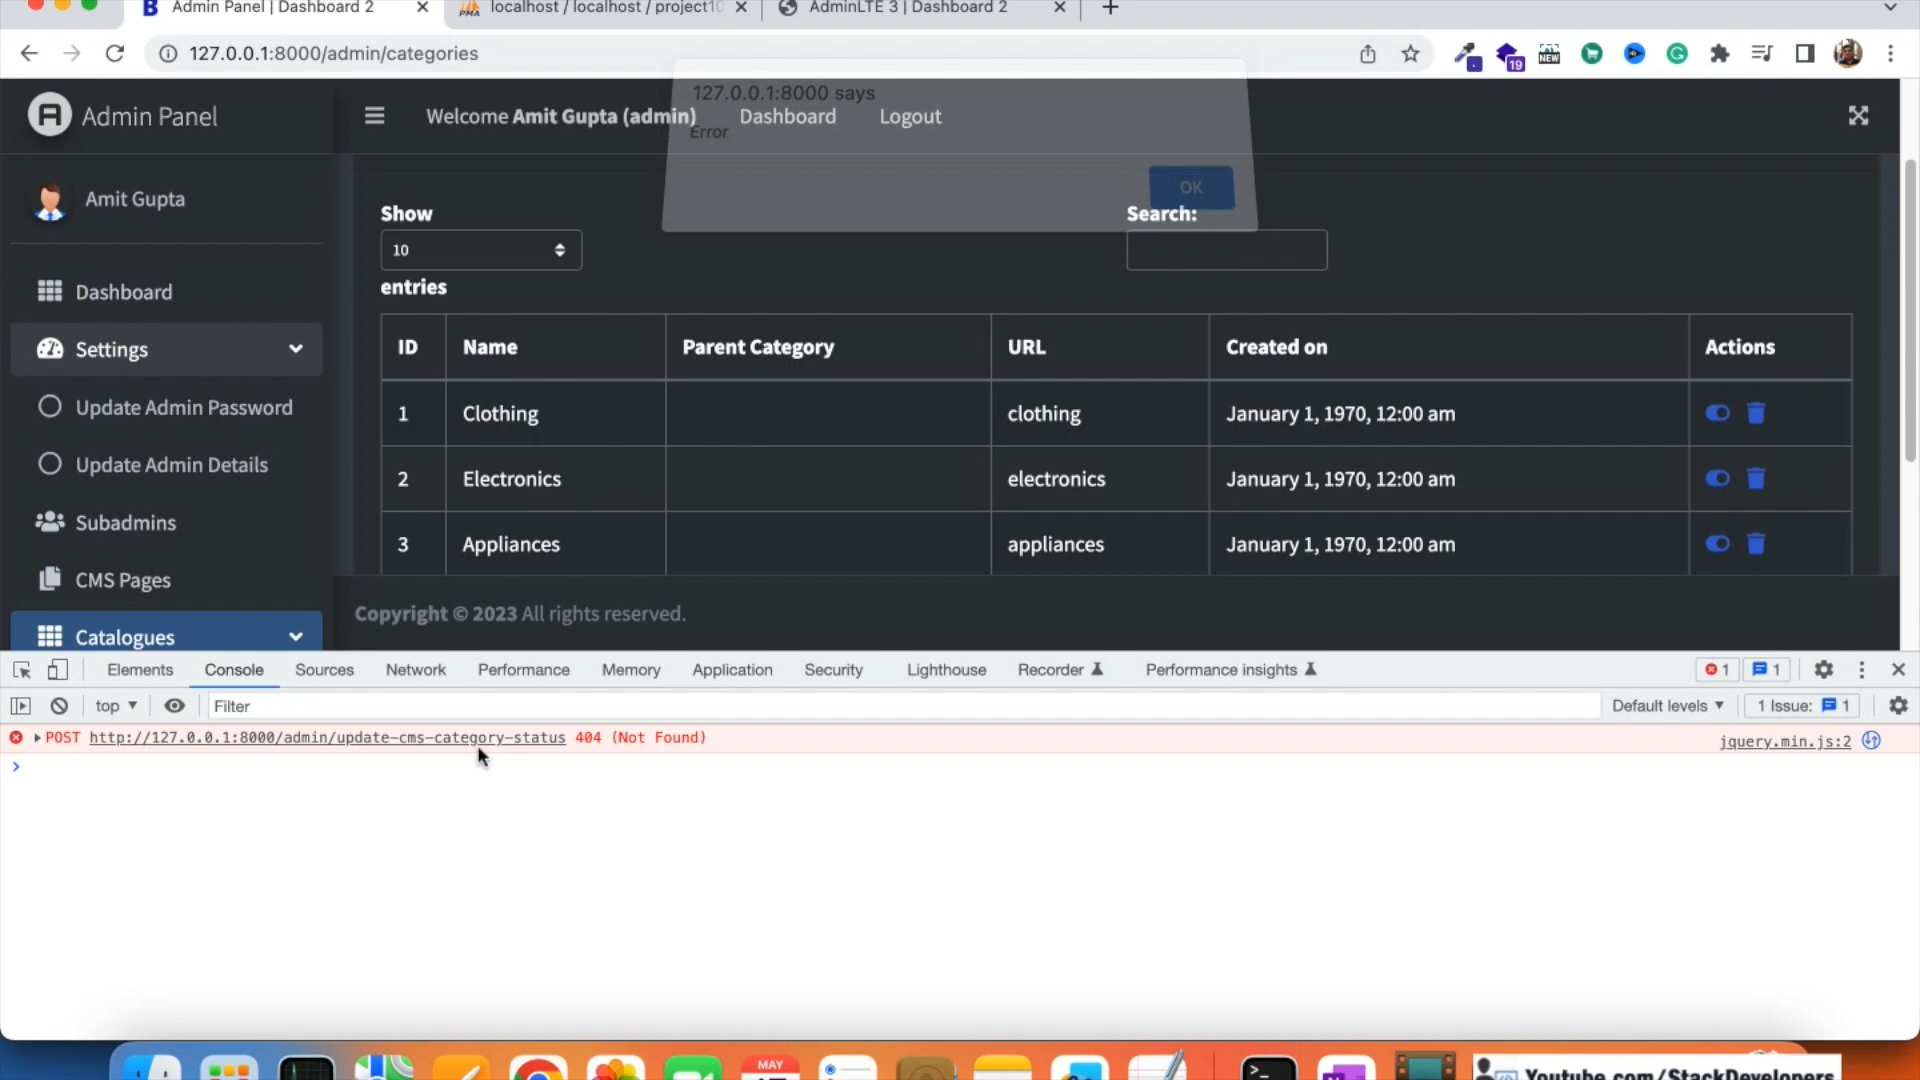 Admin Panel | Dashboard 2
localhost / localhost / project10
AdminLTE 3 | Dashboard 2
127.0.0.1:8000/admin/categories
19
NEW
Admin Panel
Welcome Amit Gupta (admin)
Dashboard
Logout
127.0.0.1:8000 says
Error
OK
Amit Gupta
Dashboard
Settings
Update Admin Password
Update Admin Details
Subadmins
CMS Pages
Catalogues
Show
10
entries
Search:
ID Name Parent Category URL Created on Actions
1 Clothing clothing January 1, 1970, 12:00 am
2 Electronics electronics January 1, 1970, 12:00 am
3 Appliances appliances January 1, 1970, 12:00 am
Copyright © 2023 All rights reserved.
Elements Console Sources Network Performance Memory Application Security Lighthouse Recorder Performance insights 1 1
top Filter Default levels 1 Issue: 1
POST http://127.0.0.1:8000/admin/update-cms-category-status 404 (Not Found) jquery.min.js:2
MAY
Youtube.com/StackDevelopers